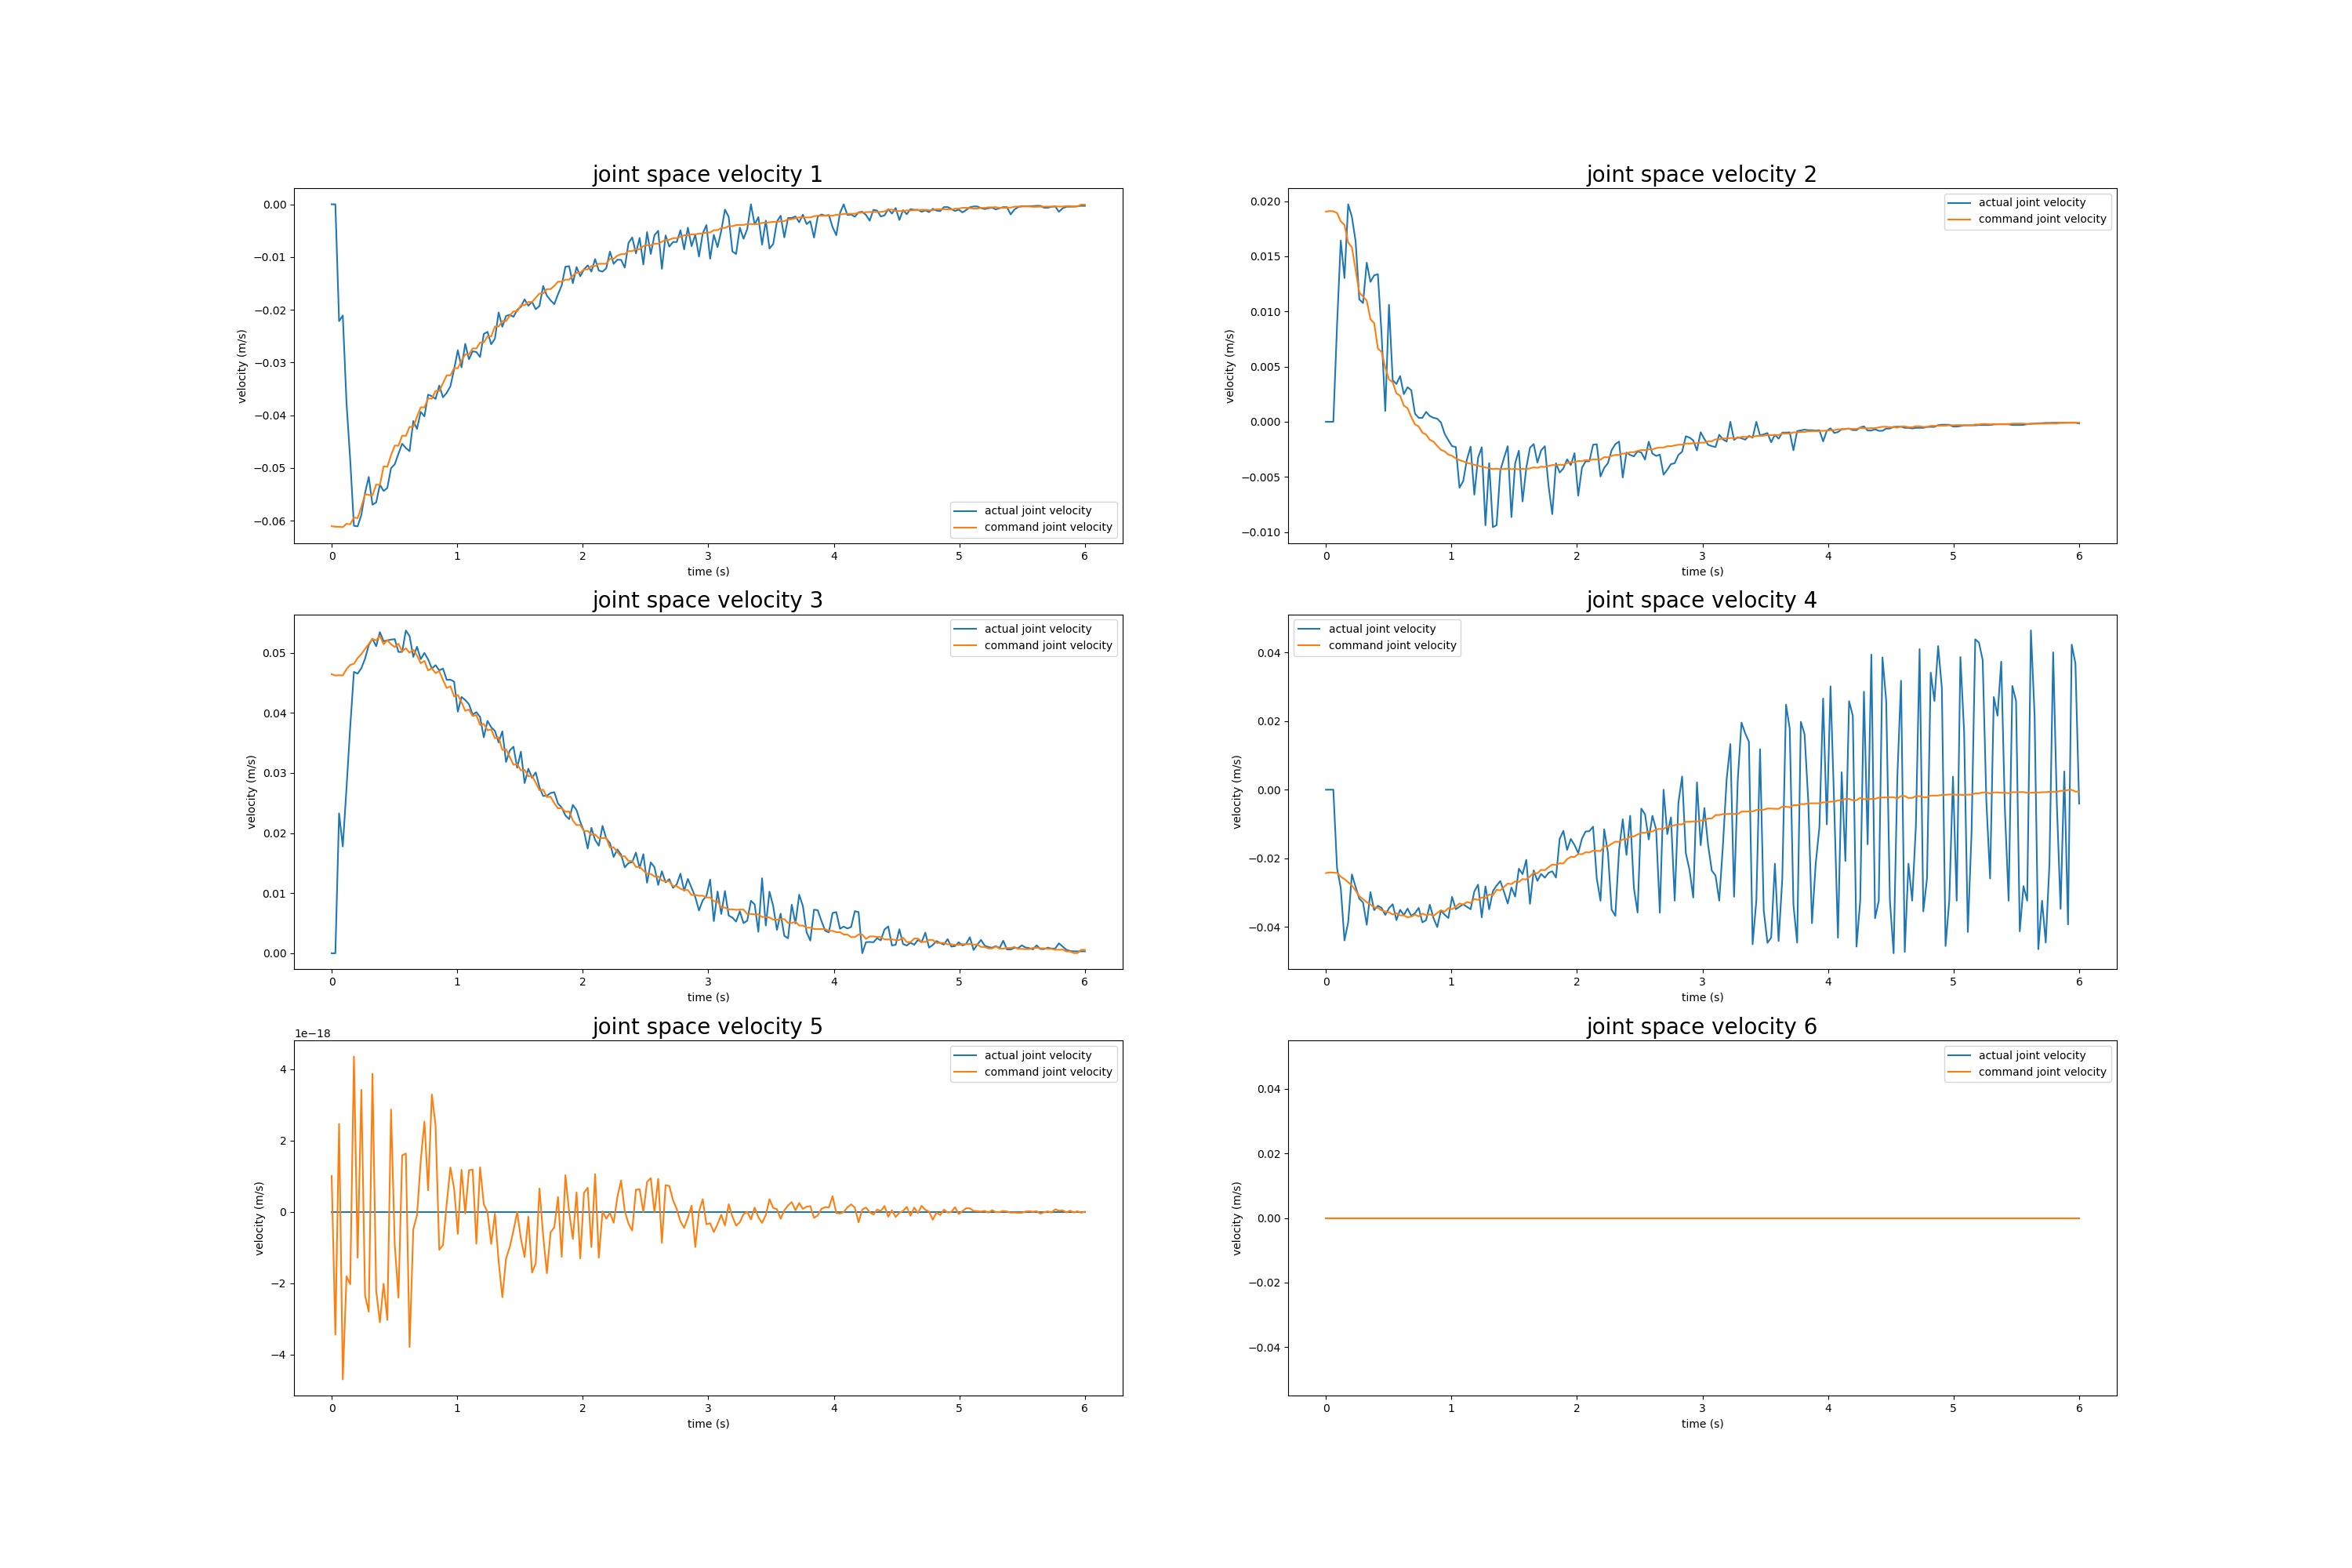 joint space velocity 1
velocity (m/s)
0.00
−0.01
−0.02
−0.03
−0.04
−0.05
−0.06
actual joint velocity
command joint velocity
0 1 2 3 4 5 6
time (s)
joint space velocity 2
velocity (m/s)
0.020
0.015
0.010
0.005
0.000
−0.005
−0.010
actual joint velocity
command joint velocity
0 1 2 3 4 5 6
time (s)
joint space velocity 3
velocity (m/s)
0.05
0.04
0.03
0.02
0.01
0.00
actual joint velocity
command joint velocity
0 1 2 3 4 5 6
time (s)
joint space velocity 4
velocity (m/s)
0.04
0.02
0.00
−0.02
−0.04
actual joint velocity
command joint velocity
0 1 2 3 4 5 6
time (s)
joint space velocity 5
1e−18
velocity (m/s)
4
2
0
−2
−4
actual joint velocity
command joint velocity
0 1 2 3 4 5 6
time (s)
joint space velocity 6
velocity (m/s)
0.04
0.02
0.00
−0.02
−0.04
actual joint velocity
command joint velocity
0 1 2 3 4 5 6
time (s)